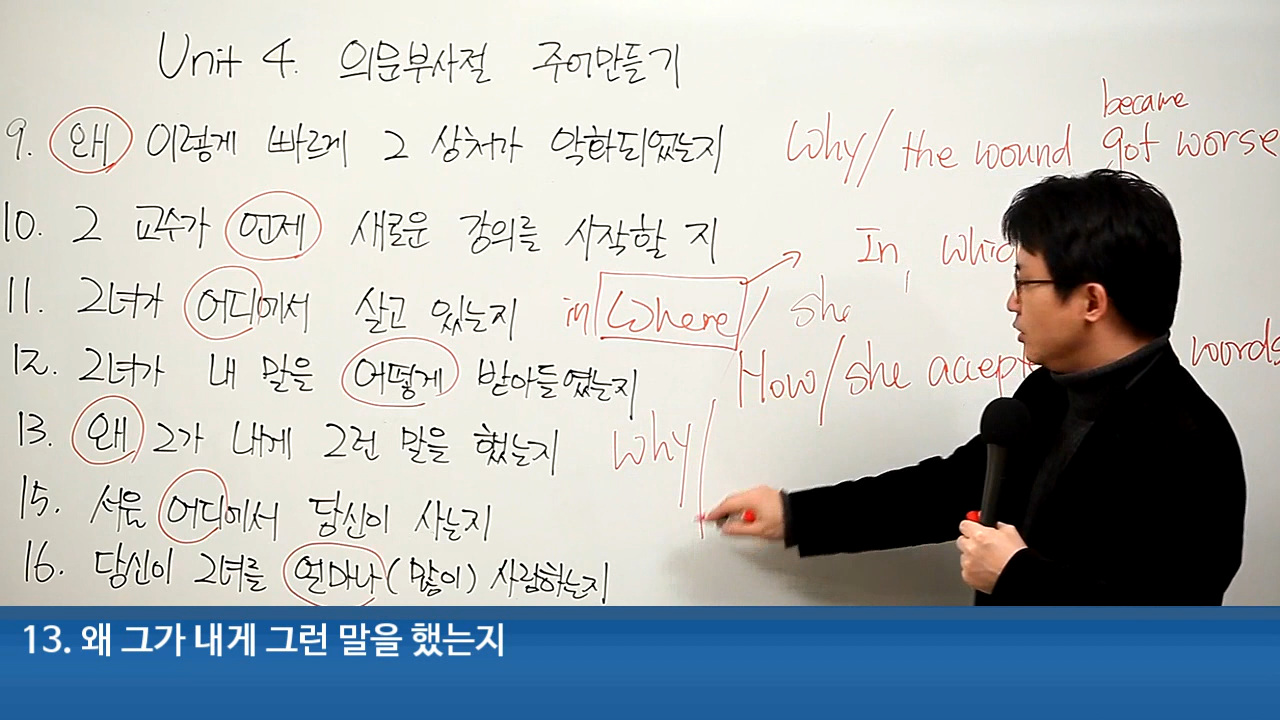 Unit 4. 의문부사절 주어만들기
became
9. 왜 이렇게 빠르게 그 상처가 악화되었는지 Why / the wound got worse
10. 그 교수가 언제 새로운 강의를 시작할 지 In
11. 그녀가 어디에서 살고 있는지 in Where / she
12. 그녀가 내 말을 어떻게 받아들였는지 How / she words
13. 왜 그가 내게 그런 말을 했는지 why /
15. 서울 어디에서 당신이 사는지
16. 당신이 그녀를 얼마나 (많이) 사랑하는지
13. 왜 그가 내게 그런 말을 했는지